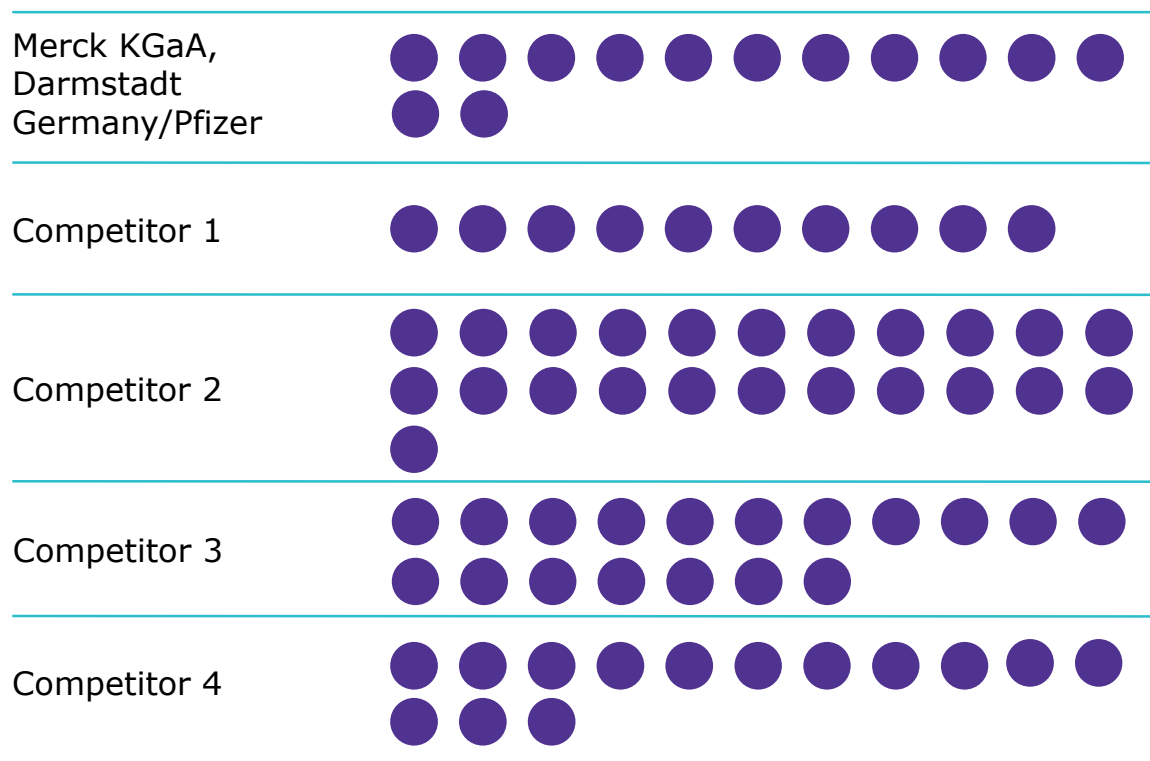 Merck KGaA,
Darmstadt
Germany/Pfizer
Competitor 1
Competitor 2
Competitor 3
Competitor 4